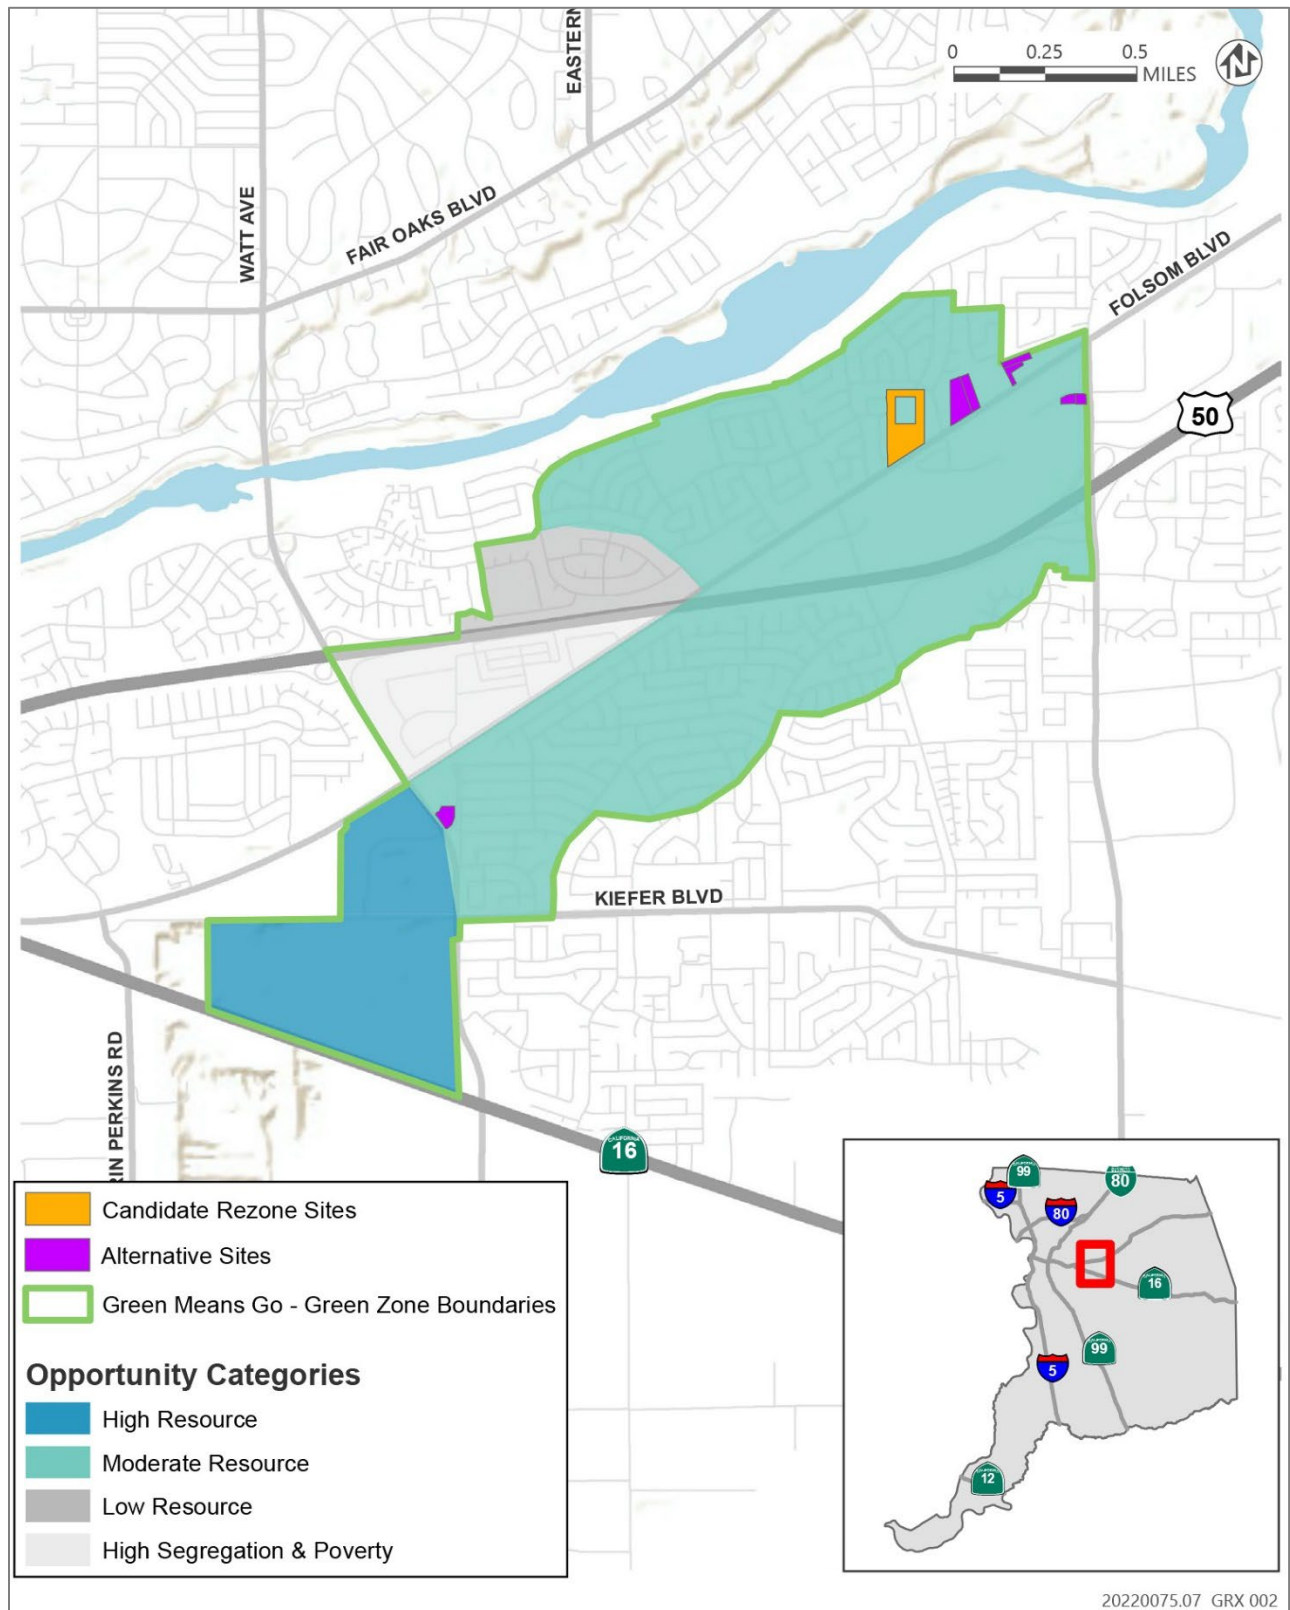 0 0.25 0.5
MILES
N
EASTERN
WATT AVE
FAIR OAKS BLVD
FOLSOM BLVD
50
KIEFER BLVD
RIN PERKINS RD
CALIFORNIA
16
Candidate Rezone Sites
Alternative Sites
Green Means Go - Green Zone Boundaries
Opportunity Categories
High Resource
Moderate Resource
Low Resource
High Segregation & Poverty
99
5
80
80
16
99
5
12
20220075.07 GRX 002